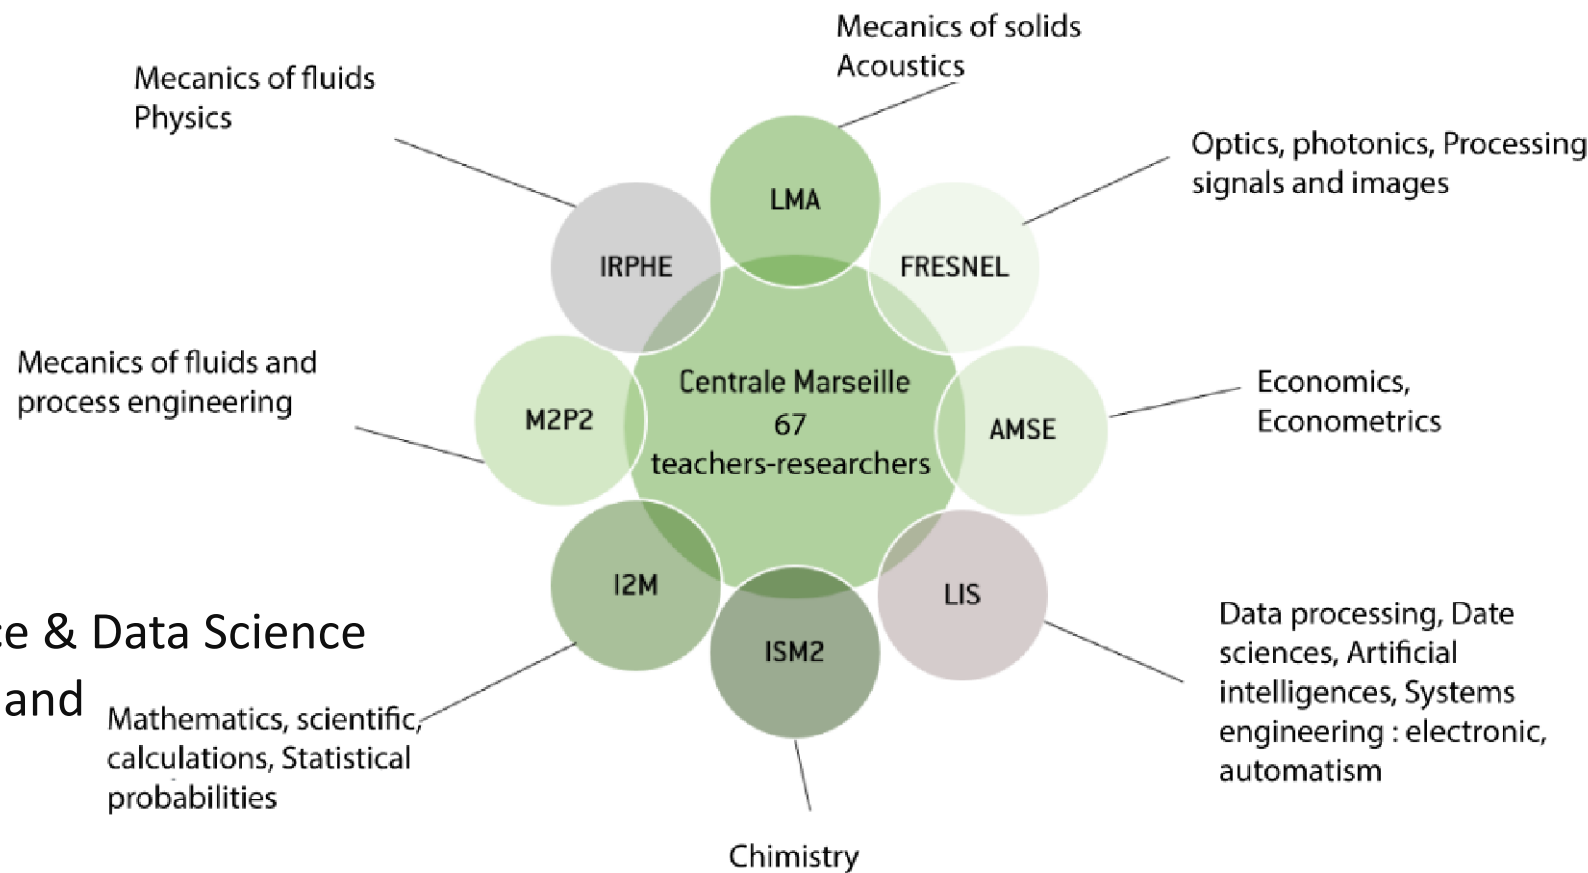 Mecanics of solids
Acoustics
Mecanics of fluids
Physics
Optics, photonics, Processing
signals and images
LMA
IRPHE
FRESNEL
Mecanics of fluids and
process engineering
M2P2
Centrale Marseille
67
teachers-researchers
AMSE
Economics,
Econometrics
I2M
LIS
ISM2
& Data Science
and
Mathematics, scientific,
calculations, Statistical
probabilities
Data processing, Date
sciences, Artificial
intelligences, Systems
engineering : electronic,
automatism
Chimistry